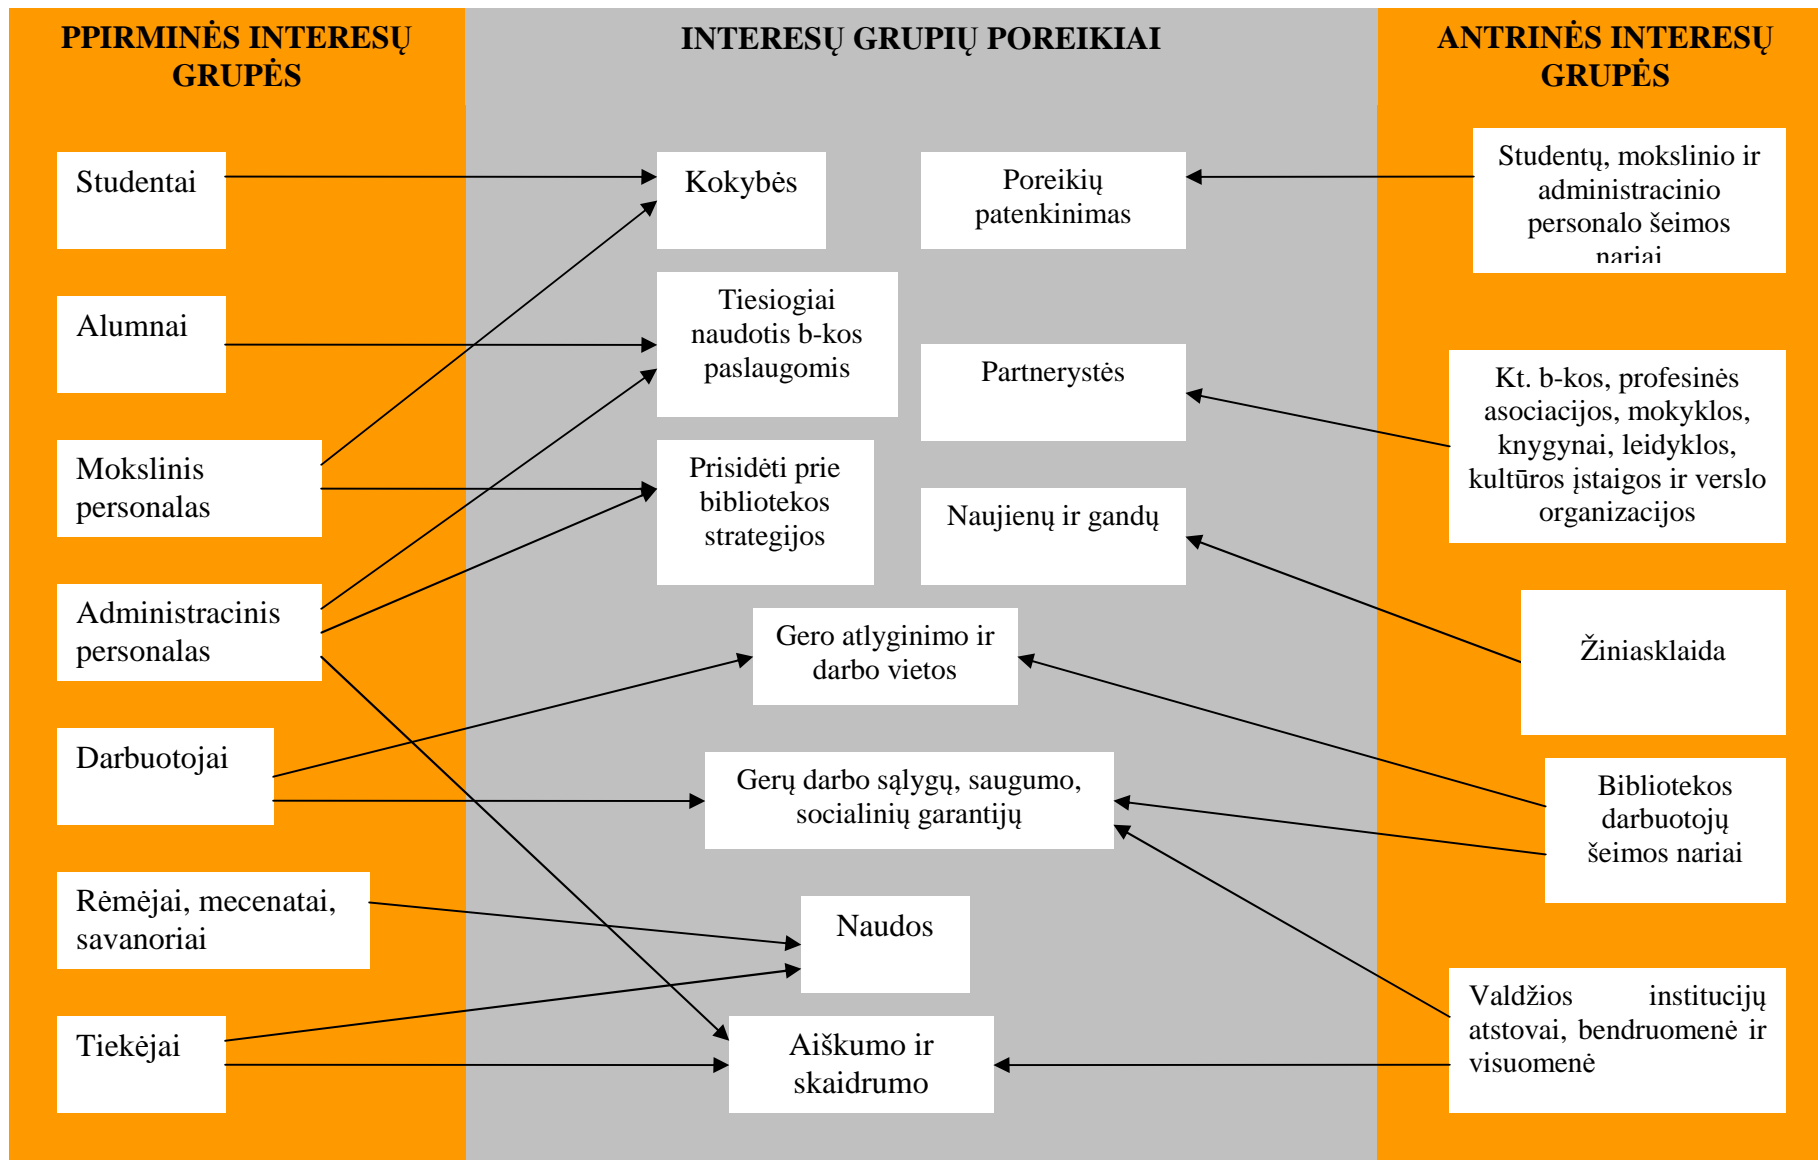 PPIRMINĖS INTERESŲ
GRUPĖS
INTERESŲ GRUPIŲ POREIKIAI
ANTRINĖS INTERESŲ
GRUPĖS
Studentai
Alumnai
Mokslinis
personalas
Administracinis
personalas
Darbuotojai
Rėmėjai, mecenatai,
savanoriai
Tiekėjai
Kokybės
Tiesiogiai
naudotis b-kos
paslaugomis
Prisidėti prie
bibliotekos
strategijos
Poreikių
patenkinimas
Partnerystės
Naujienų ir gandų
Gero atlyginimo ir
darbo vietos
Gerų darbo sąlygų, saugumo,
socialinių garantijų
Naudos
Aiškumo ir
skaidrumo
Studentų, mokslinio ir
administracinio
personalo šeimos
nariai
Kt. b-kos, profesinės
asociacijos, mokyklos,
knygynai, leidyklos,
kultūros įstaigos ir verslo
organizacijos
Žiniasklaida
Bibliotekos
darbuotojų
šeimos nariai
Valdžios institucijų
atstovai, bendruomenė ir
visuomenė